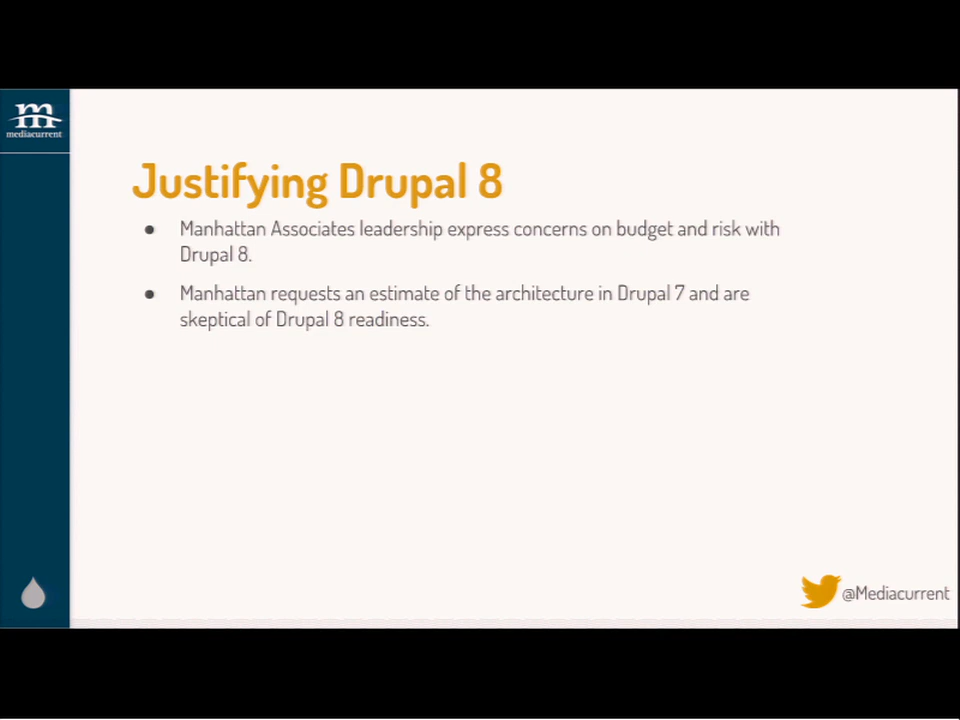 m
mediacurrent
Justifying Drupal 8
● Manhattan Associates leadership express concerns on budget and risk with
Drupal 8.
● Manhattan requests an estimate of the architecture in Drupal 7 and are
skeptical of Drupal 8 readiness.
@Mediacurrent